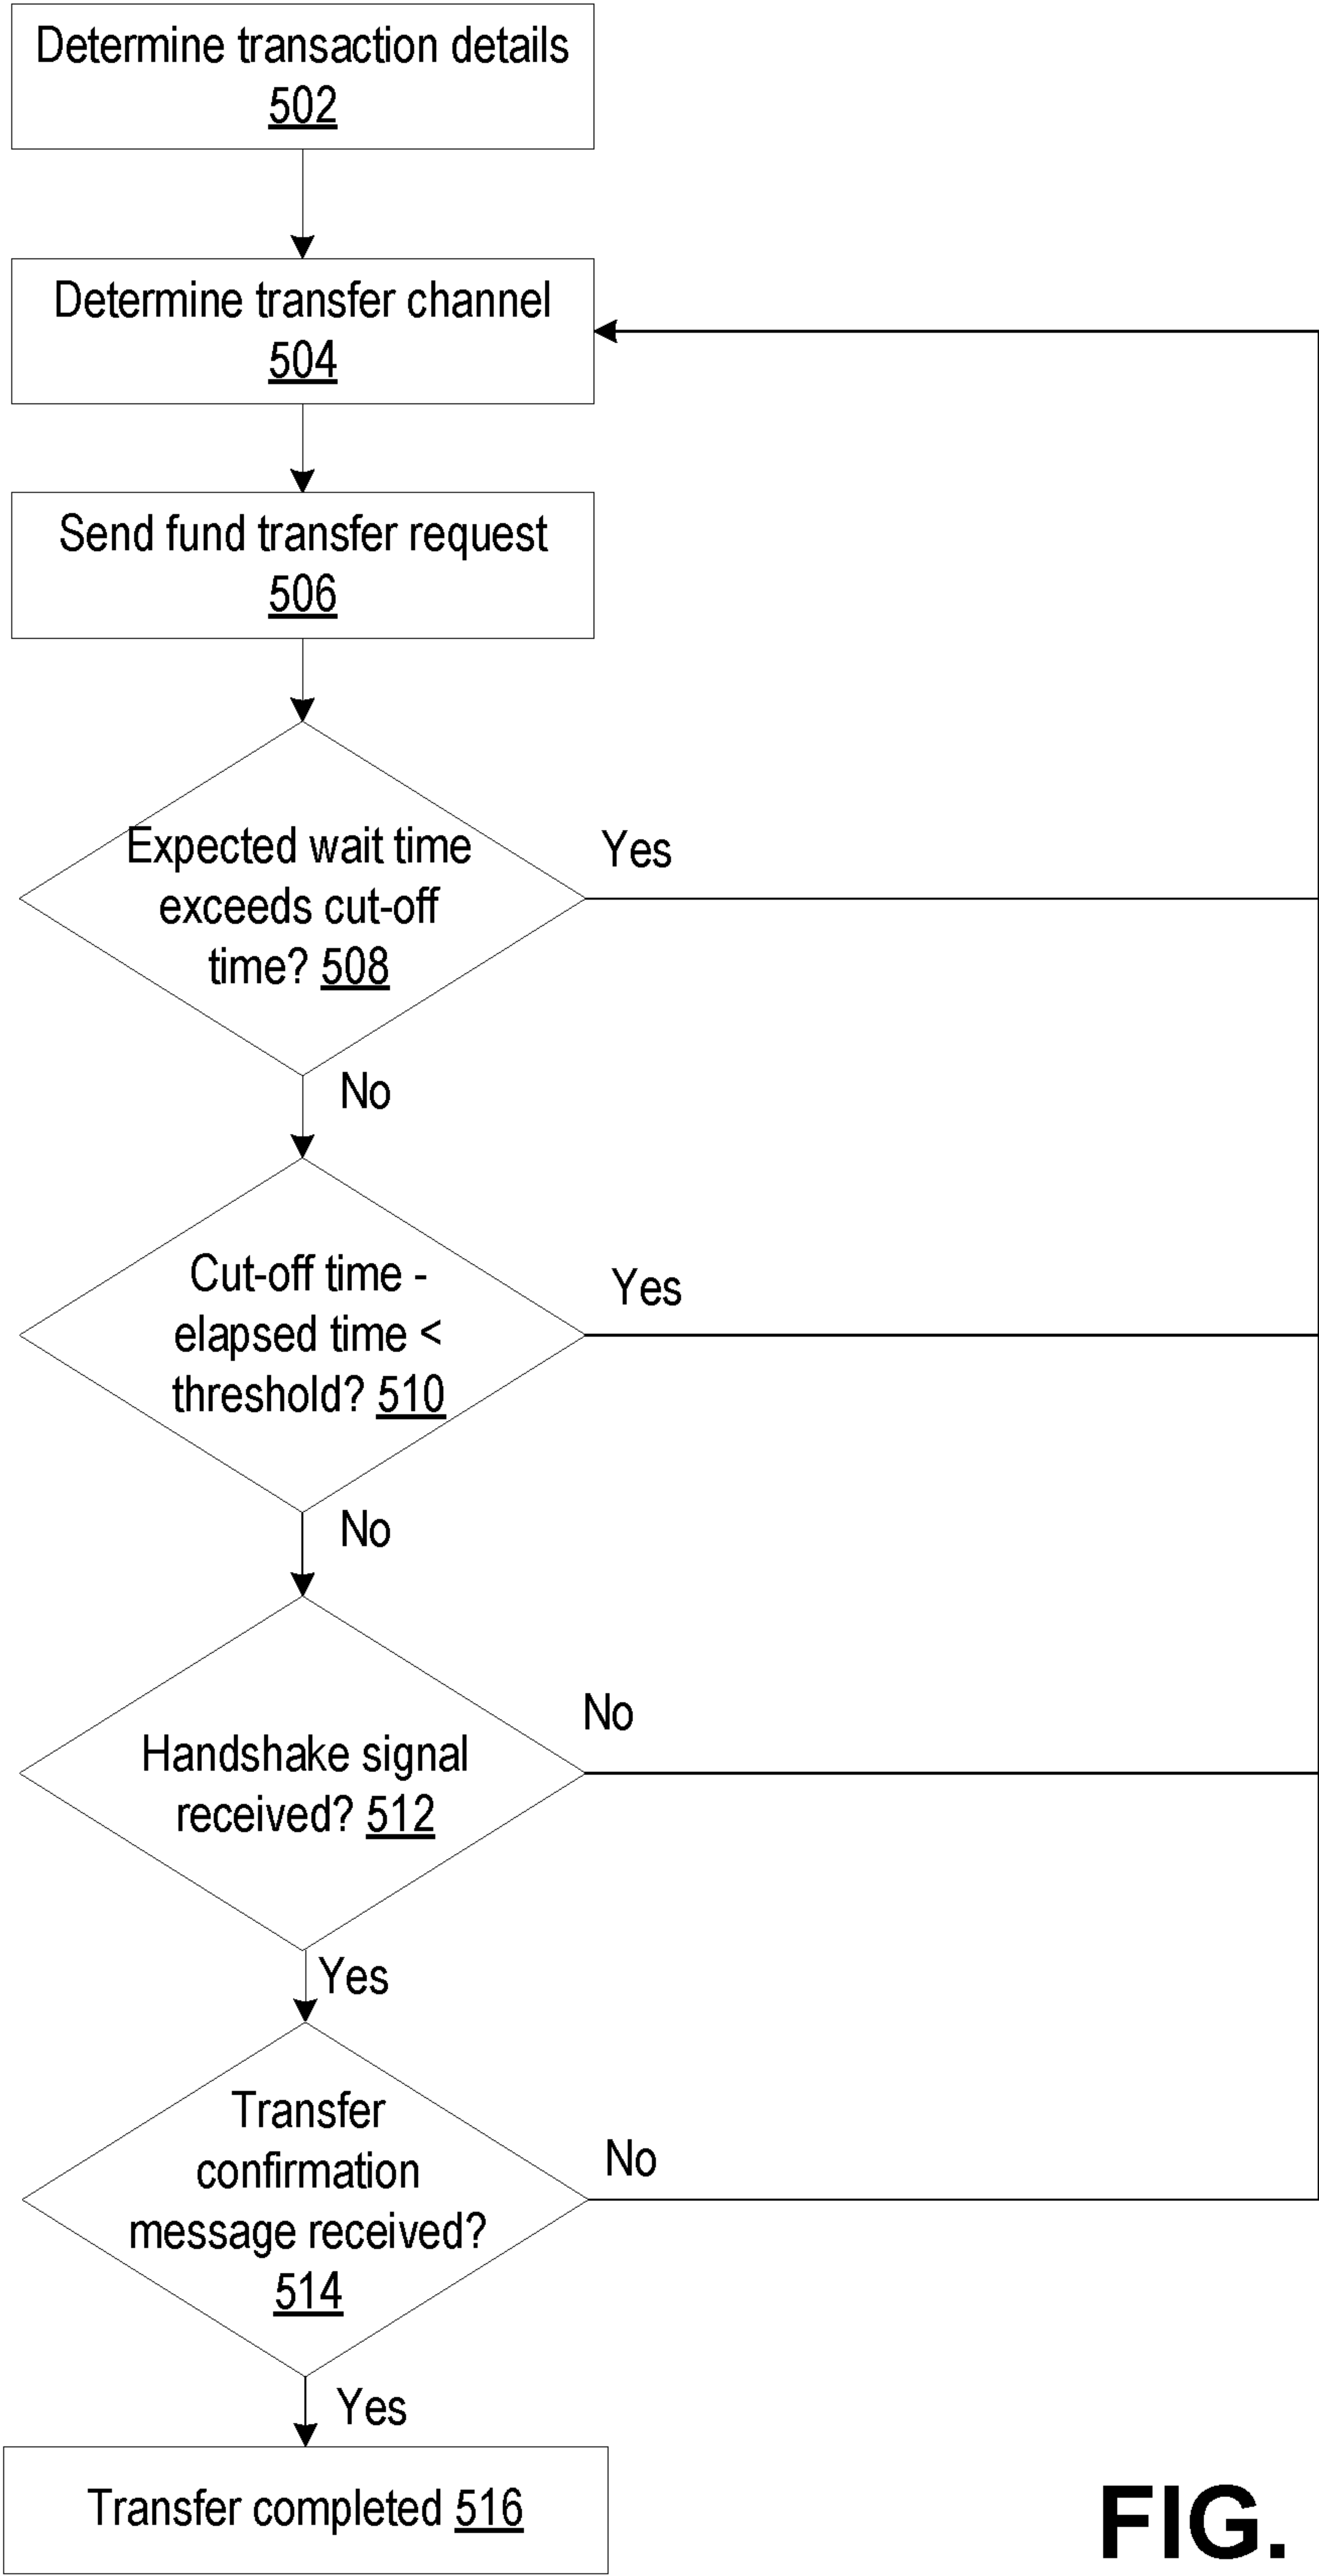 Determine transaction details
502
Determine transfer channel
504
Send fund transfer request
506
Expected wait time
exceeds cut-off
time? 508
Yes
No
Cut-off time -
elapsed time <
threshold? 510
Yes
No
Handshake signal
received? 512
No
Yes
Transfer
confirmation
message received?
514
No
Yes
Transfer completed 516
FIG.